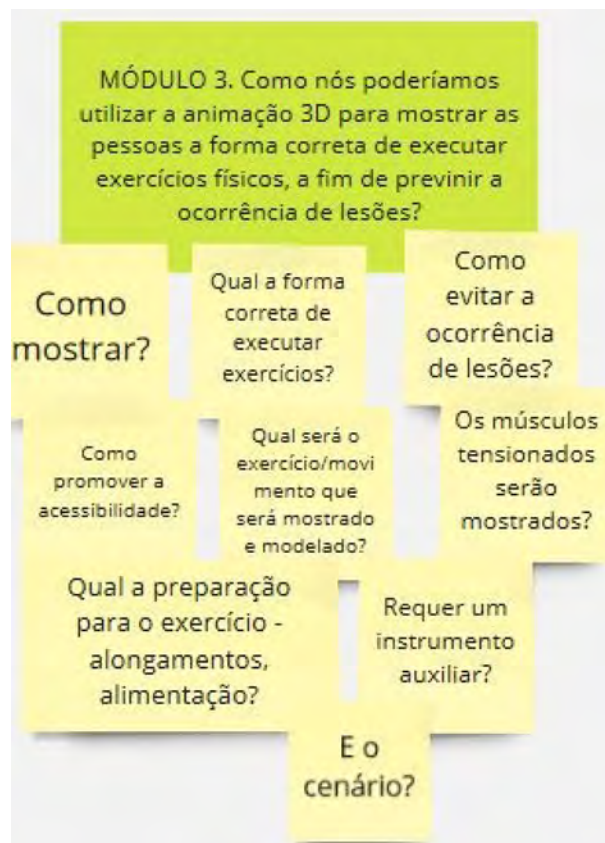 MÓDULO 3. Como nós poderíamos
utilizar a animação 3D para mostrar as
pessoas a forma correta de executar
exercícios físicos, a fim de previnir a
ocorrência de lesões?
Como
mostrar?
Qual a forma
correta de
executar
exercícios?
Como
evitar a
ocorrência
de lesões?
Como
promover a
acessibilidade?
Qual será o
exercício/movi
mento que
será mostrado
e modelado?
Os músculos
tensionados
serão
mostrados?
Qual a preparação
para o exercício -
alongamentos,
alimentação?
Requer um
instrumento
auxiliar?
E o
cenário?